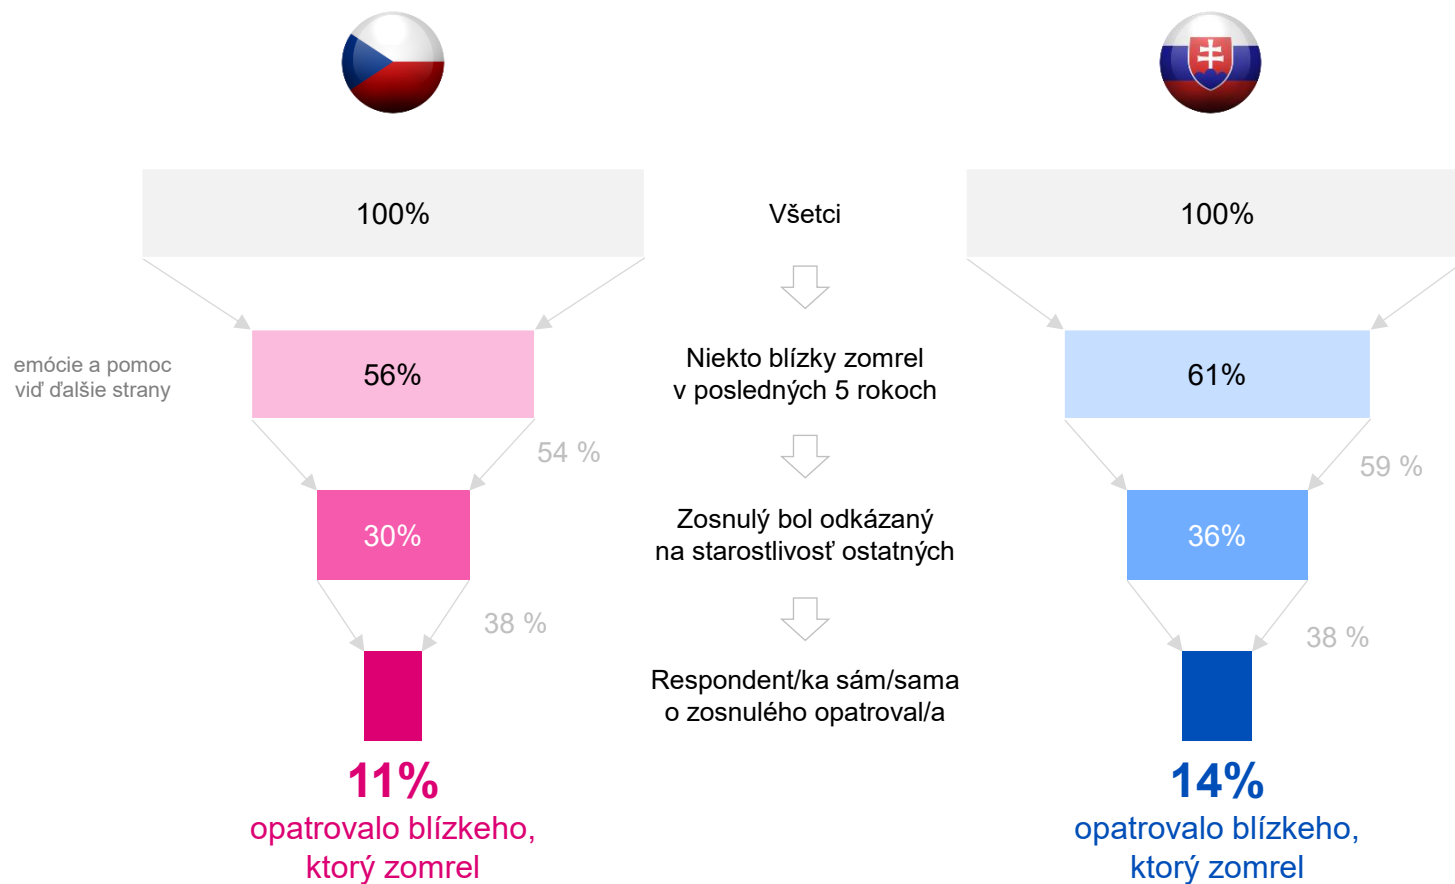 100%
Všetci
100%
emócie a pomoc
viď ďalšie strany
56%
Niekto blízky zomrel
v posledných 5 rokoch
61%
54 %
59 %
30%
Zosnulý bol odkázaný
na starostlivosť ostatných
36%
38 %
38 %
Respondent/ka sám/sama
o zosnulého opatroval/a
11%
opatrovalo blízkeho,
ktorý zomrel
14%
opatrovalo blízkeho,
ktorý zomrel